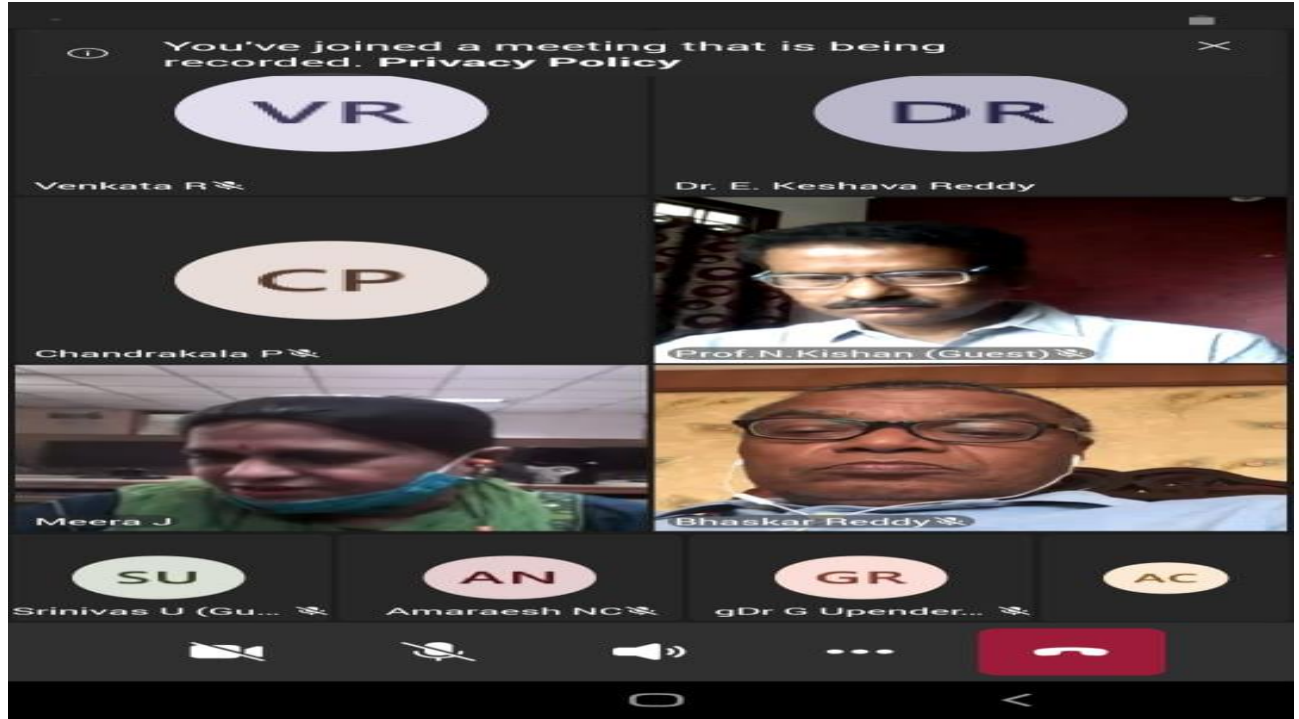 You've joined a meeting that is being
recorded. Privacy Policy
VR
DR
Venkata R
Dr. E. Keshava Reddy
CP
Chandrakala P
Prof.N.Kishan (Guest)
Meera J
Bhaskar Reddy
SU
AN
GR
AC
Srinivas U (Gu...
Amaraesh NC
gDr G Upender...